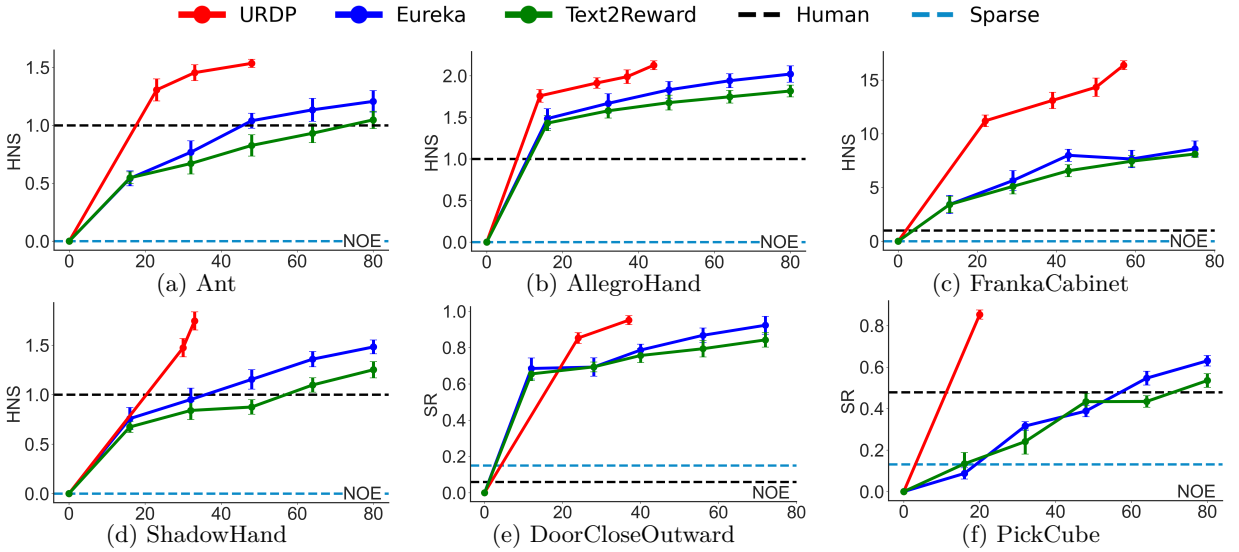 URDP Eureka Text2Reward Human Sparse
HNS
1.5
1.0
0.5
0.0
NOE
0 20 40 60 80
(a) Ant
HNS
2.0
1.5
1.0
0.5
0.0
NOE
0 20 40 60 80
(b) AllegroHand
HNS
15
10
5
0
NOE
0 20 40 60 80
(c) FrankaCabinet
HNS
1.5
1.0
0.5
0.0
NOE
0 20 40 60 80
(d) ShadowHand
SR
1.0
0.8
0.6
0.4
0.2
0.0
NOE
0 20 40 60 80
(e) DoorCloseOutward
SR
0.8
0.6
0.4
0.2
0.0
NOE
0 20 40 60 80
(f) PickCube